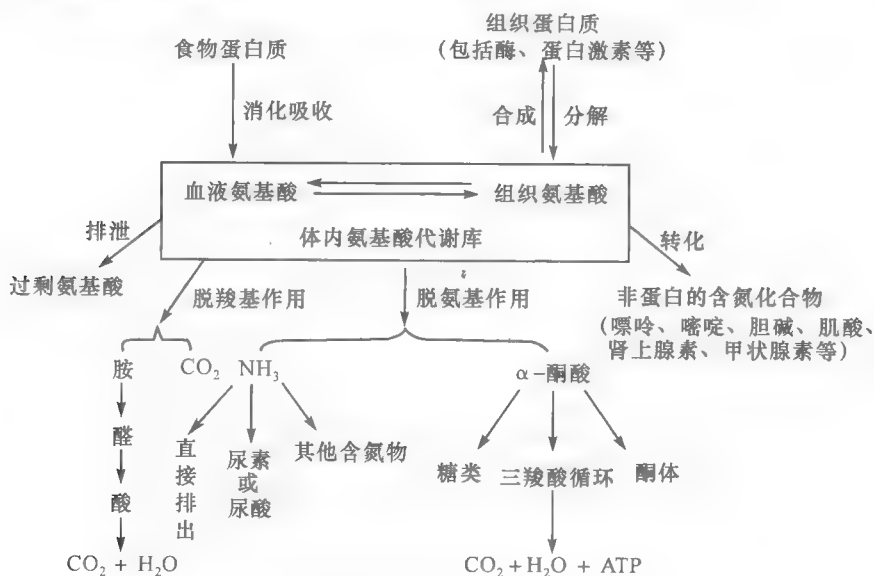 食物蛋白质
组织蛋白质
(包括酶、蛋白激素等)
消化吸收
合成
分解
血液氨基酸
组织氨基酸
体内氨基酸代谢库
排泄
转化
过剩氨基酸
脱羧基作用
脱氨基作用
非蛋白的含氮化合物
(嘌呤、嘧啶、胆碱、肌酸、
肾上腺素、甲状腺素等)
胺
CO₂
NH₃
α-酮酸
醛
酸
CO₂ + H₂O
直接排出
尿素
或
尿酸
其他含氮物
糖类
三羧酸循环
酮体
CO₂+H₂O + ATP